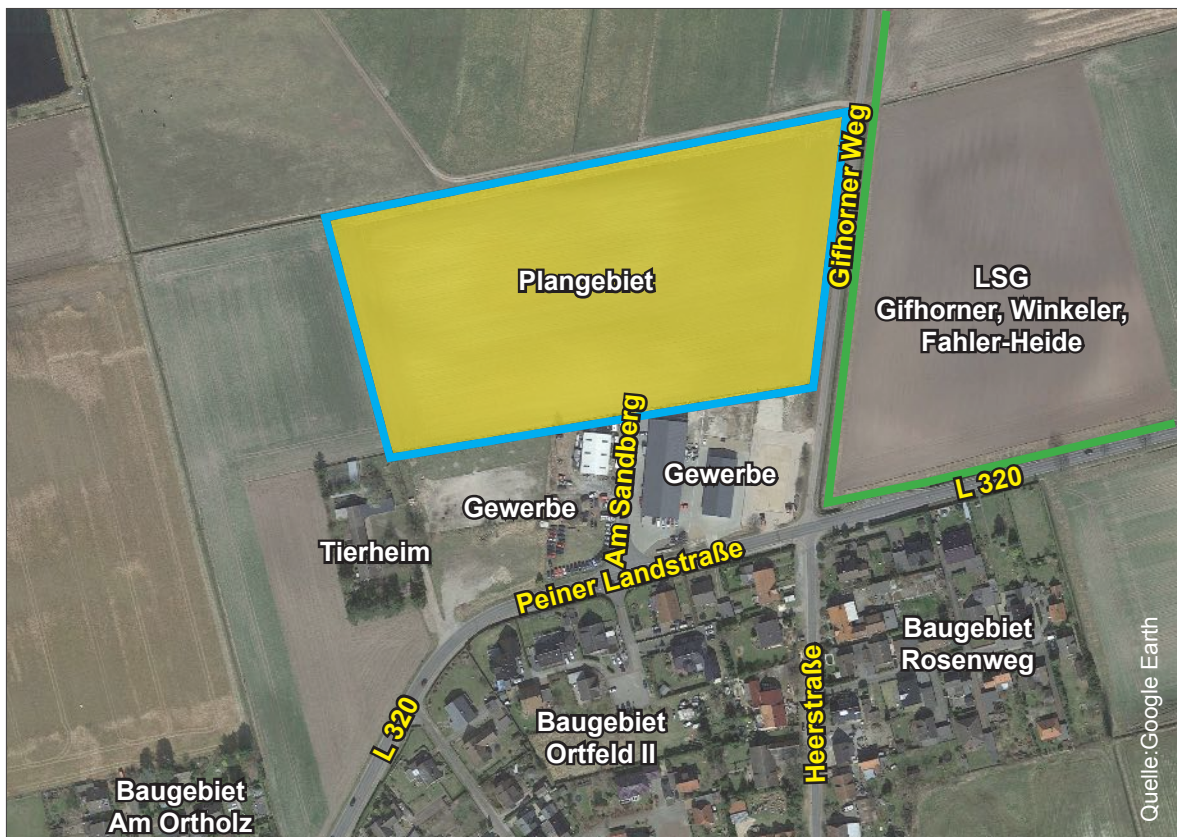 Gifhorner Weg
Plangebiet
LSG
Gifhorner, Winkeler,
Fahler-Heide
Am Sandberg
Gewerbe
L 320
Gewerbe
Tierheim
Peiner Landstraße
Baugebiet
Rosenweg
Heerstraße
Baugebiet
Ortfeld II
L 320
Baugebiet
Am Ortholz
Quelle:Google Earth